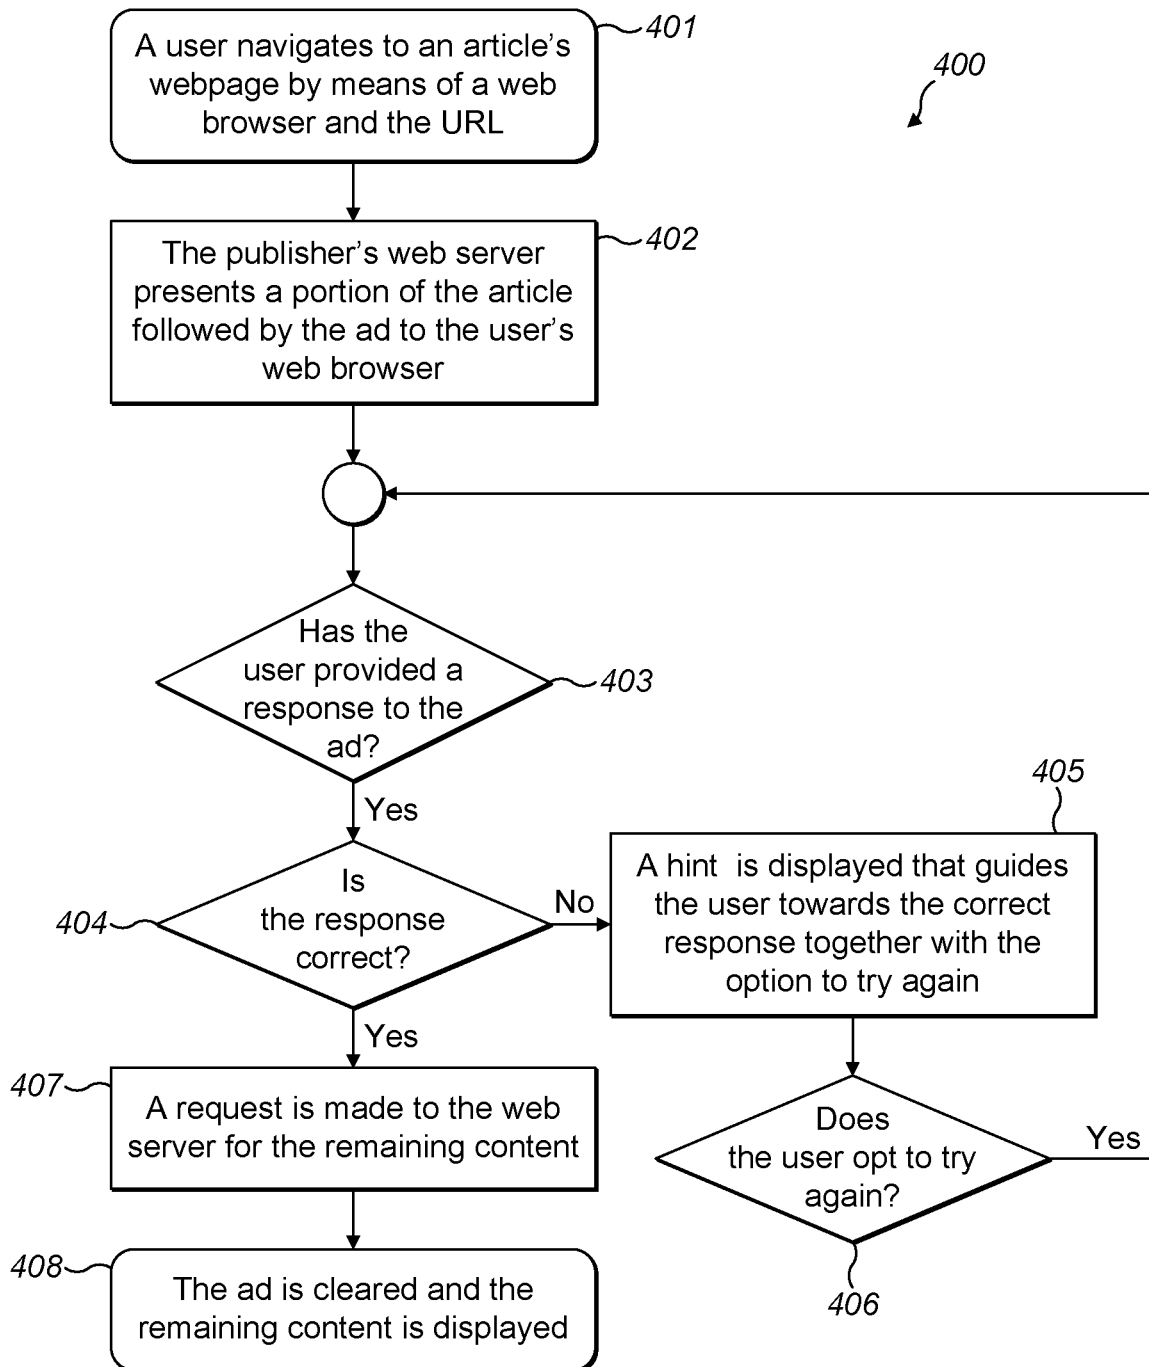 A user navigates to an article's
webpage by means of a web
browser and the URL
401
400
The publisher's web server
presents a portion of the article
followed by the ad to the user's
web browser
402
Has the
user provided a
response to the
ad?
403
Yes
Is
the response
correct?
404
No
405
A hint is displayed that guides
the user towards the correct
response together with the
option to try again
Yes
407
A request is made to the web
server for the remaining content
Does
the user opt to try
again?
Yes
406
408
The ad is cleared and the
remaining content is displayed